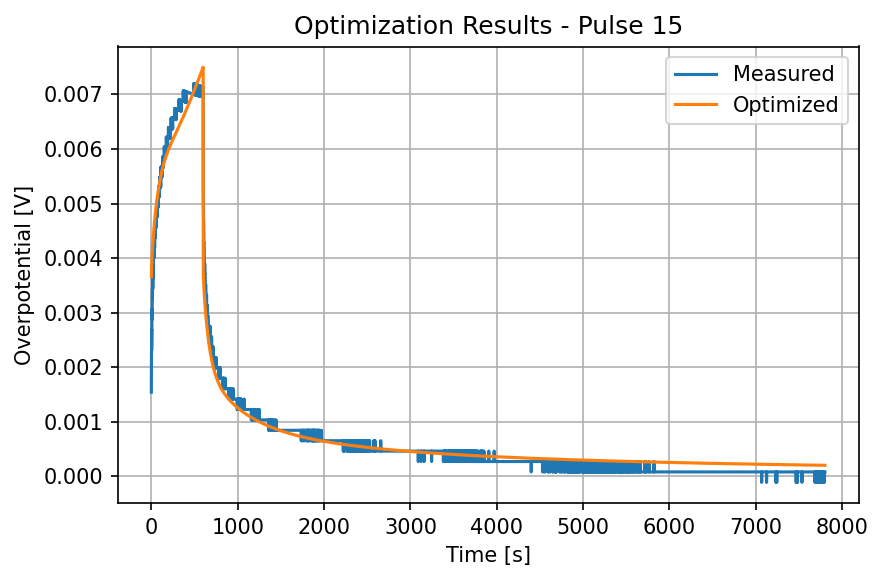 Optimization Results - Pulse 15
Measured
Optimized
Overpotential [V]
0.007
0.006
0.005
0.004
0.003
0.002
0.001
0.000
0 1000 2000 3000 4000 5000 6000 7000 8000
Time [s]